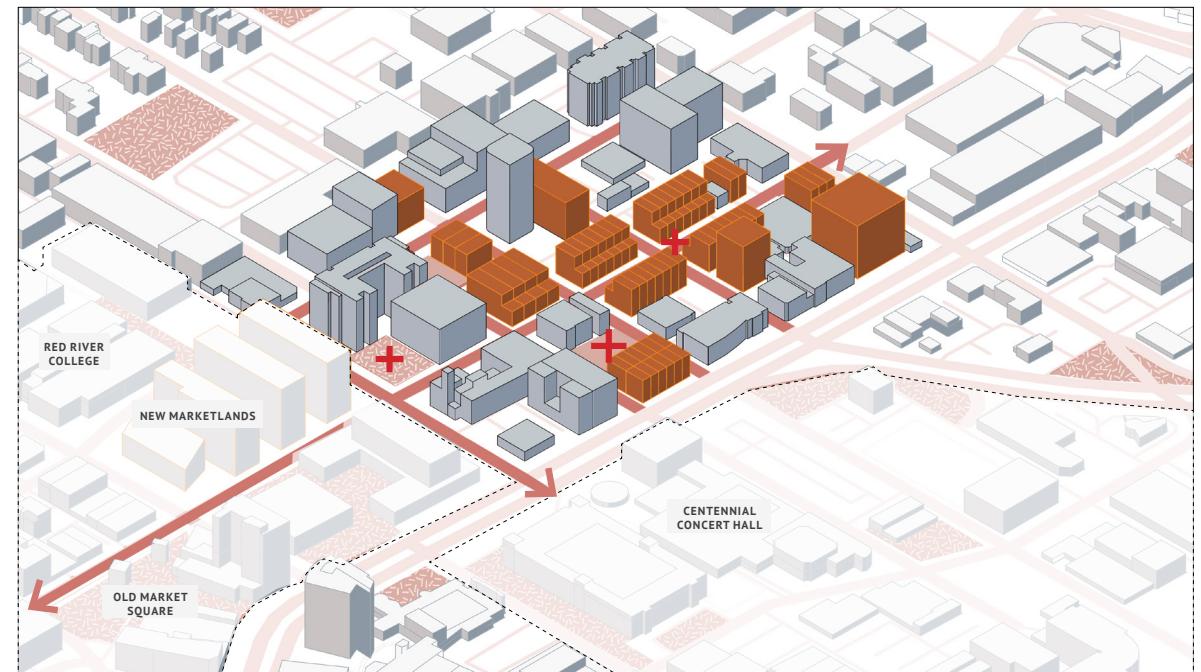 RED RIVER
COLLEGE
NEW MARKETLANDS
CENTENNIAL
CONCERT HALL
OLD MARKET
SQUARE